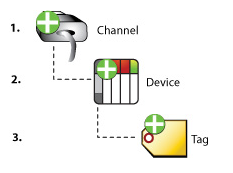 1. Channel
2. Device
3. Tag